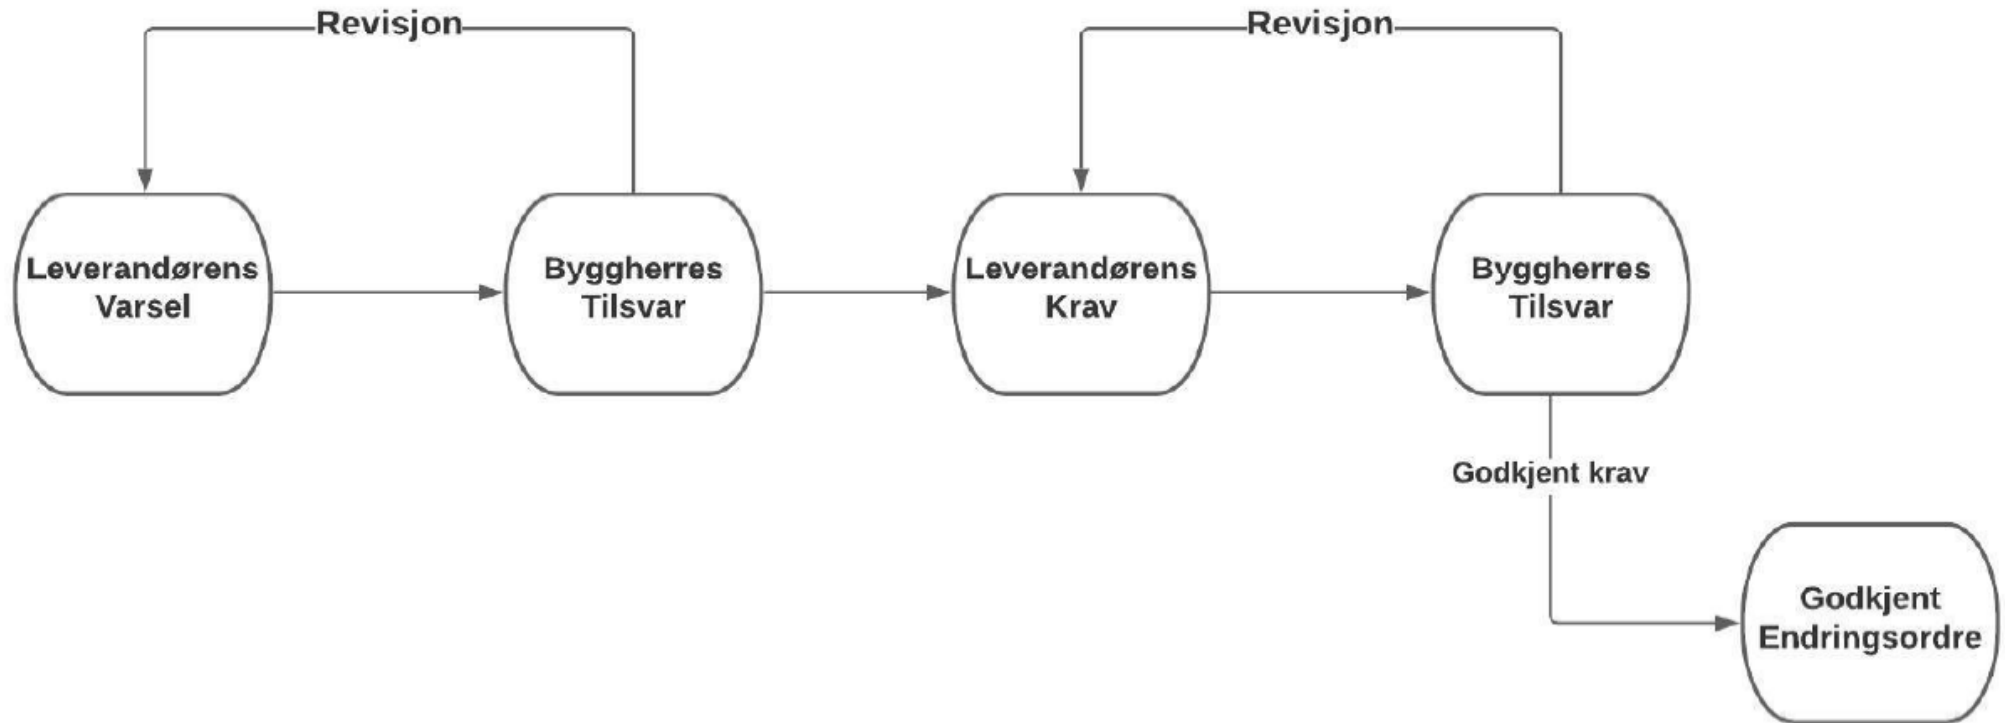 Revisjon
Revisjon
Leverandørens
Varsel
Byggherres
Tilsvar
Leverandørens
Krav
Byggherres
Tilsvar
Godkjent krav
Godkjent
Endringsordre